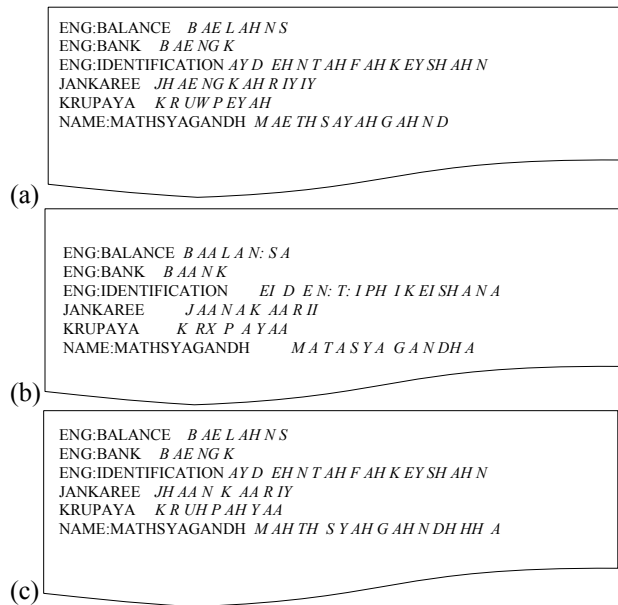 ENG:BALANCE B AE L AH N S
ENG:BANK B AE NG K
ENG:IDENTIFICATION AY D EH N T AH F AH K EY SH AH N
JANKAREE JH AE NG K AH R IY IY
KRUPAYA K R UW P EY AH
NAME:MATHSYAGANDH M AE TH S AY AH G AH N D
(a)
ENG:BALANCE B AA L A N: S A
ENG:BANK B AA N K
ENG:IDENTIFICATION EI D E N: T: I PH I K EI SH A N A
JANKAREE J AA N A K AA R II
KRUPAYA K RX P A Y AA
NAME:MATHSYAGANDH M A T A S Y A G A N DH A
(b)
ENG:BALANCE B AE L AH N S
ENG:BANK B AE NG K
ENG:IDENTIFICATION AY D EH N T AH F AH K EY SH AH N
JANKAREE JH AA N K AA R IY
KRUPAYA K R UH P AH Y AA
NAME:MATHSYAGANDH M AH TH S Y AH G AH N DH HH A
(c)